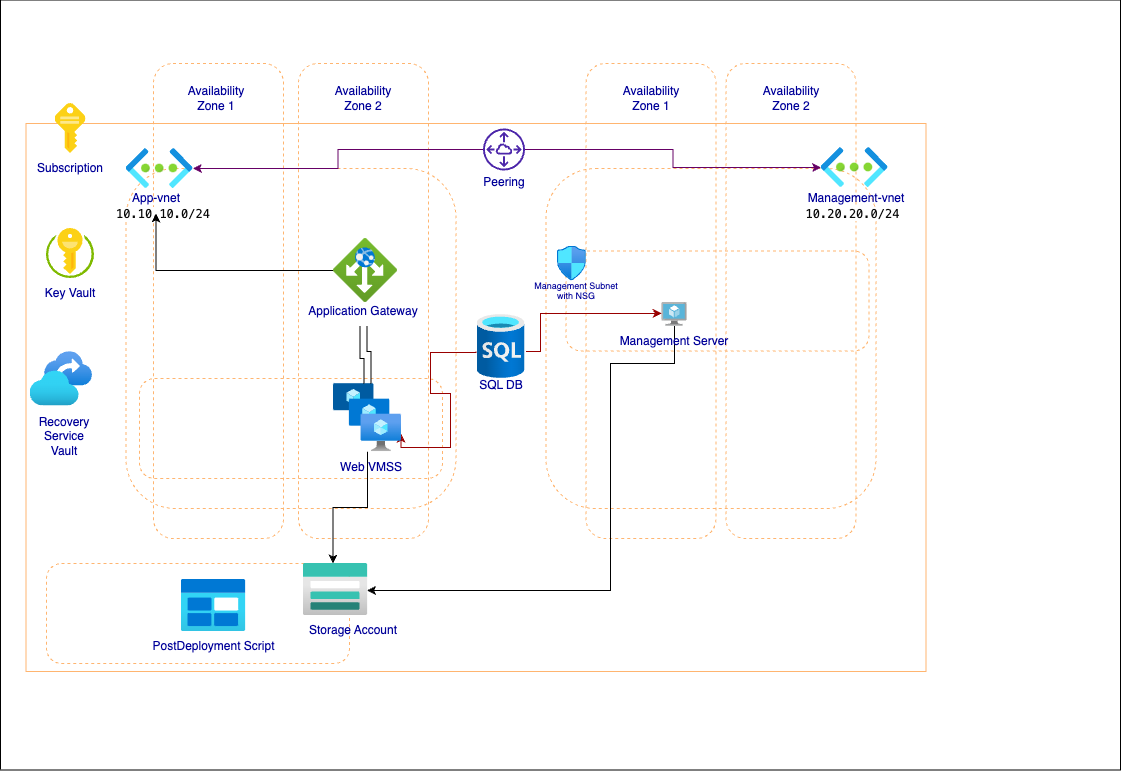 Availability
Zone 1
Availability
Zone 2
Availability
Zone 1
Availability
Zone 2
Subscription
App-vnet
10.10.10.0/24
Peering
Management-vnet
10.20.20.0/24
Key Vault
Application Gateway
Management Subnet
with NSG
Management Server
SQL
SQL DB
Recovery
Service
Vault
Web VMSS
Storage Account
PostDeployment Script